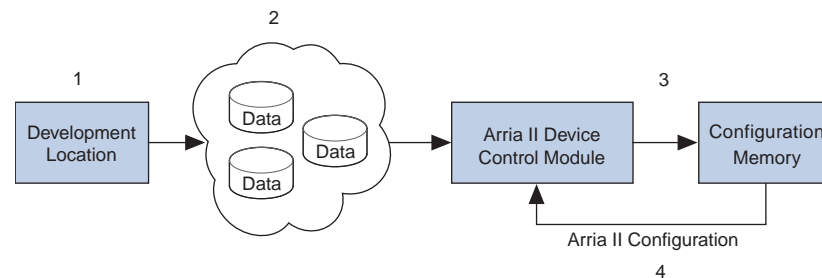 1
2
3
Development
Location
Data
Data
Data
Arria II Device
Control Module
Configuration
Memory
Arria II Configuration
4